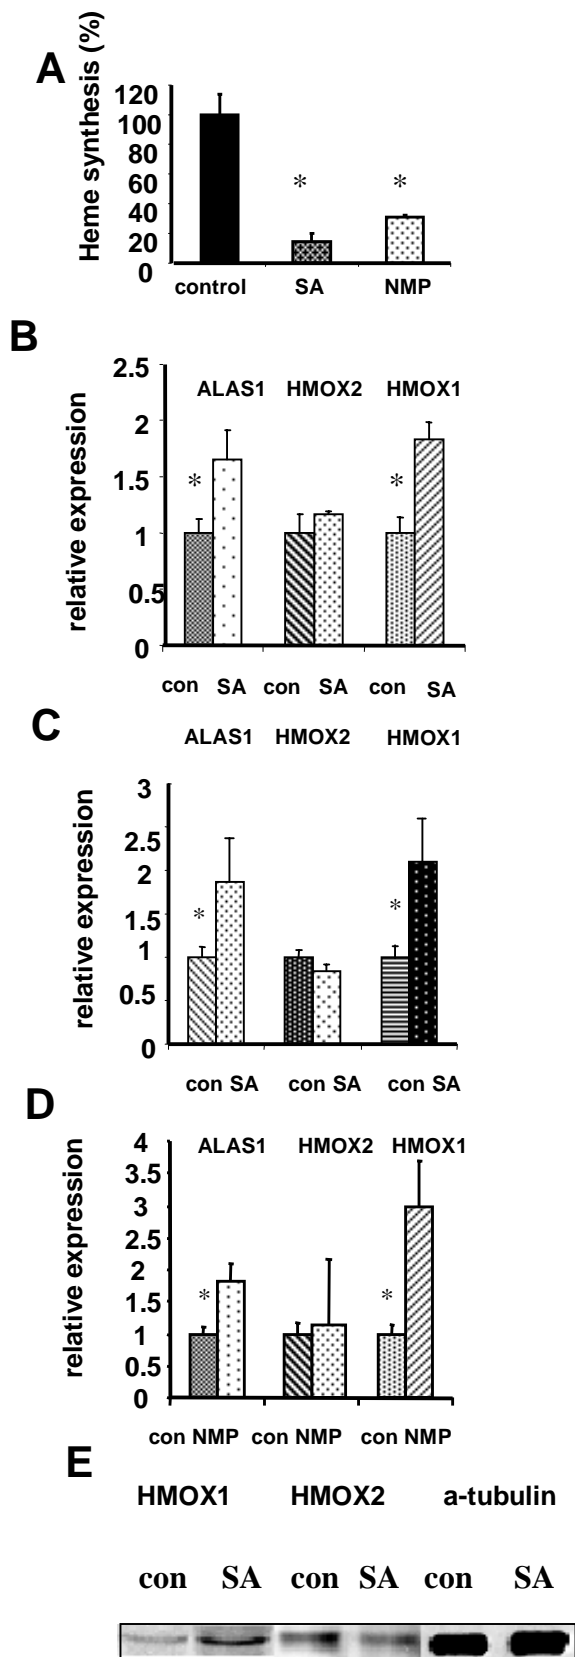 A
Heme synthesis (%)
120
100
80
60
40
20
0
*
*
control SA NMP
B
relative expression
2.5
2
1.5
1
0.5
0
ALAS1 HMOX2 HMOX1
*
*
con SA con SA con SA
C
relative expression
ALAS1 HMOX2 HMOX1
3
2.5
2
1.5
1
0.5
0
*
*
con SA con SA con SA
D
relative expression
4
3.5
3
2.5
2
1.5
1
0.5
0
ALAS1 HMOX2 HMOX1
*
*
con NMP con NMP con NMP
E
HMOX1 HMOX2 a-tubulin
con SA con SA con SA